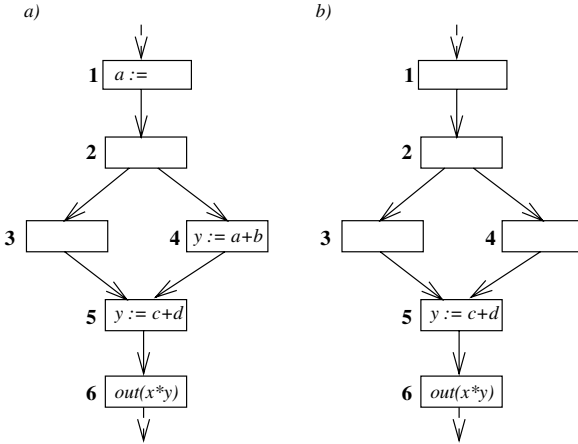 a)
b)
1 a := 
1
2
2
3
4 y := a+b
3
4
5 y := c+d
5 y := c+d
6 out(x*y)
6 out(x*y)